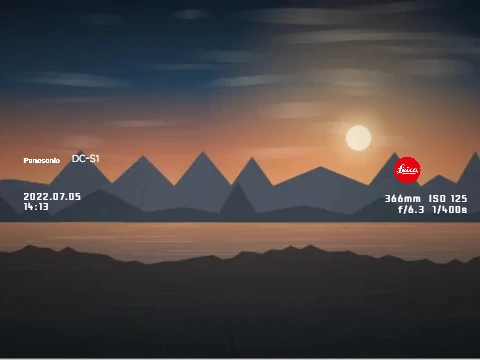 Panasonic DC-S1
Leica
2022.07.05
14:13
366mm ISO 125
f/6.3 1/400s